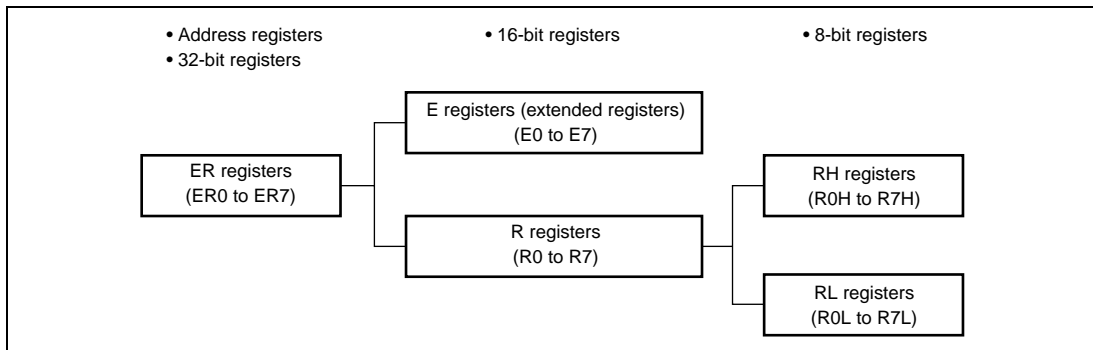 • Address registers
• 32-bit registers
• 16-bit registers
• 8-bit registers
E registers (extended registers)
(E0 to E7)
ER registers
(ER0 to ER7)
RH registers
(R0H to R7H)
R registers
(R0 to R7)
RL registers
(R0L to R7L)